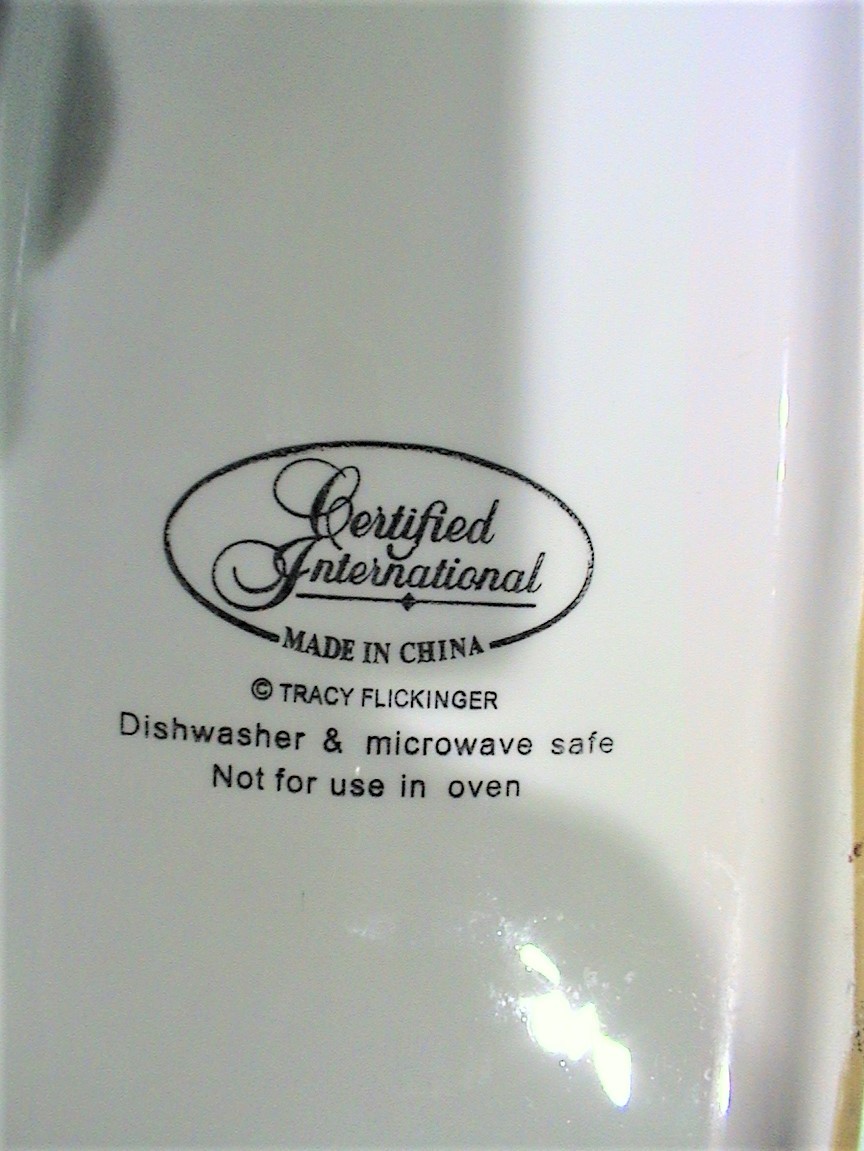 Certified
International
MADE IN CHINA
© TRACY FLICKINGER
Dishwasher & microwave safe
Not for use in oven